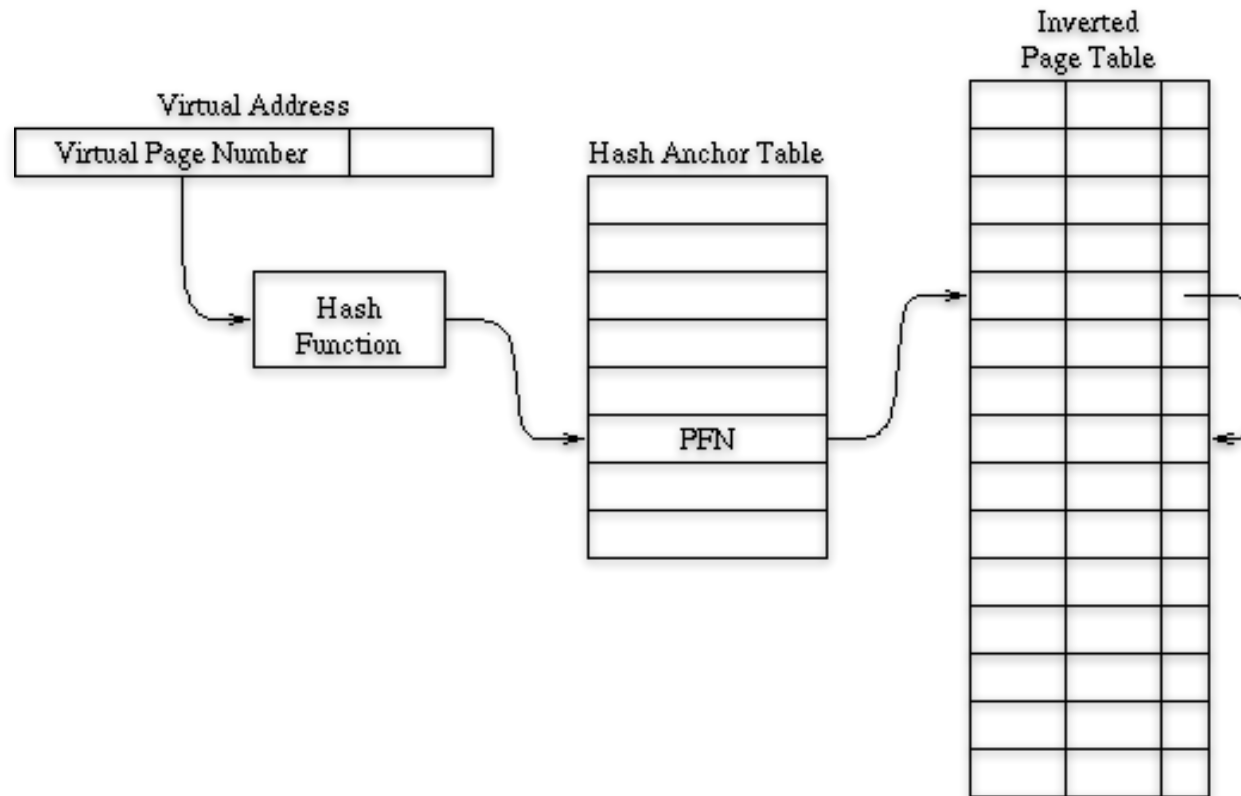 Inverted
Page Table
Virtual Address
Virtual Page Number
Hash Anchor Table
Hash
Function
PFN